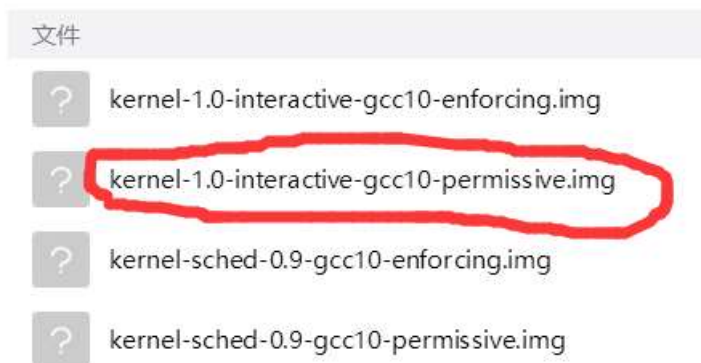 文件
kernel-1.0-interactive-gcc10-enforcing.img
kernel-1.0-interactive-gcc10-permissive.img
kernel-sched-0.9-gcc10-enforcing.img
kernel-sched-0.9-gcc10-permissive.img